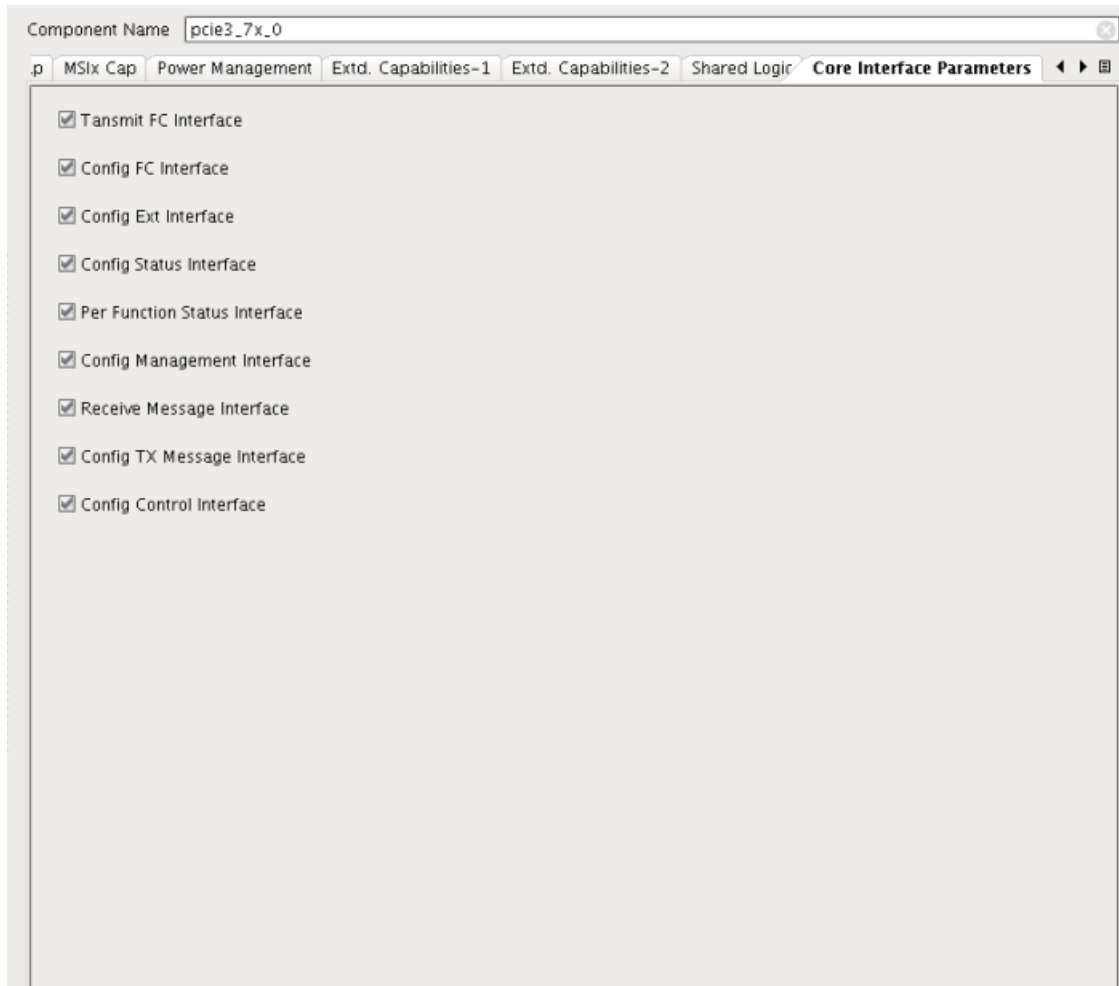 Component Name pcie3_7x_0
.p MSIx Cap Power Management Extd. Capabilities-1 Extd. Capabilities-2 Shared Logic Core Interface Parameters
Tansmit FC Interface
Config FC Interface
Config Ext Interface
Config Status Interface
Per Function Status Interface
Config Management Interface
Receive Message Interface
Config TX Message Interface
Config Control Interface